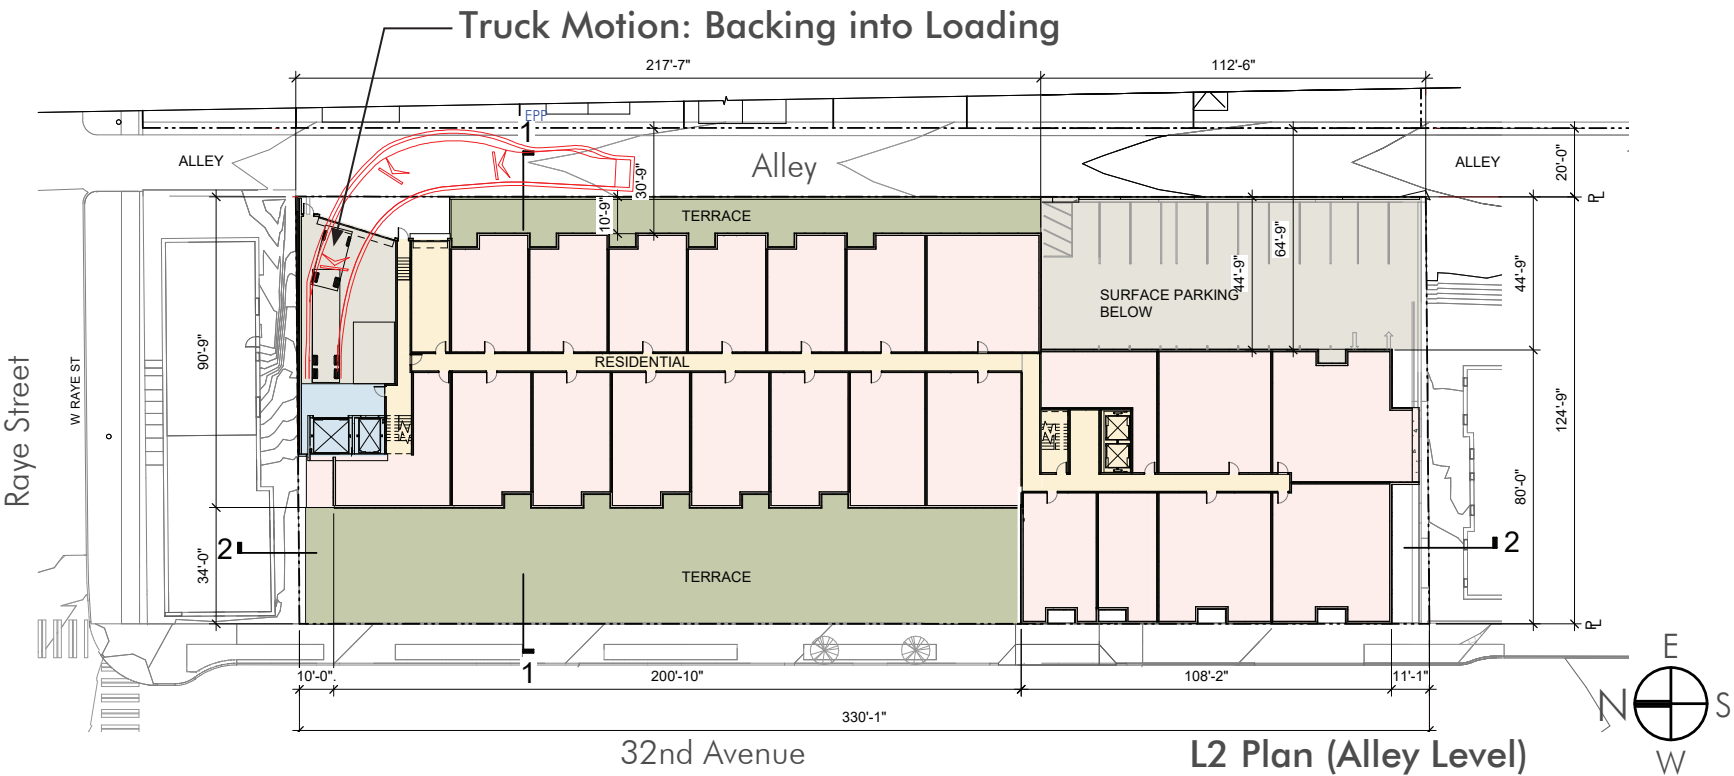 Truck Motion: Backing into Loading
217'-7"
112'-6"
EPP
1
ALLEY
Alley
ALLEY
20'-0"
30'-9"
10'-9"
TERRACE
PL
64'-9"
44'-9"
44'-9"
SURFACE PARKING
BELOW
RESIDENTIAL
90'-9"
W RAYE ST
Raye Street
124'-9"
80'-0"
34'-0"
2
2
TERRACE
PL
1
10'-0"
200'-10"
108'-2"
11'-1"
330'-1"
E
N
S
W
32nd Avenue
L2 Plan (Alley Level)